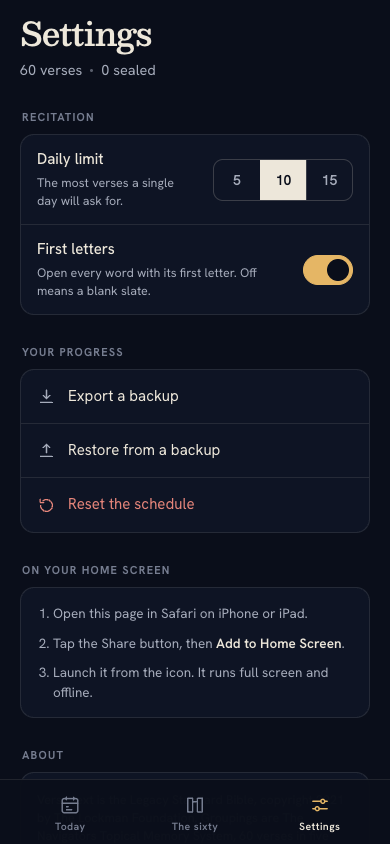 Settings
60 verses • 0 sealed
RECITATION
Daily limit
The most verses a single
day will ask for.
5 10 15
First letters
Open every word with its first letter. Off
means a blank slate.
YOUR PROGRESS
Export a backup
Restore from a backup
Reset the schedule
ON YOUR HOME SCREEN
1. Open this page in Safari on iPhone or iPad.
2. Tap the Share button, then Add to Home Screen.
3. Launch it from the icon. It runs full screen and
offline.
ABOUT
Today The sixty Settings